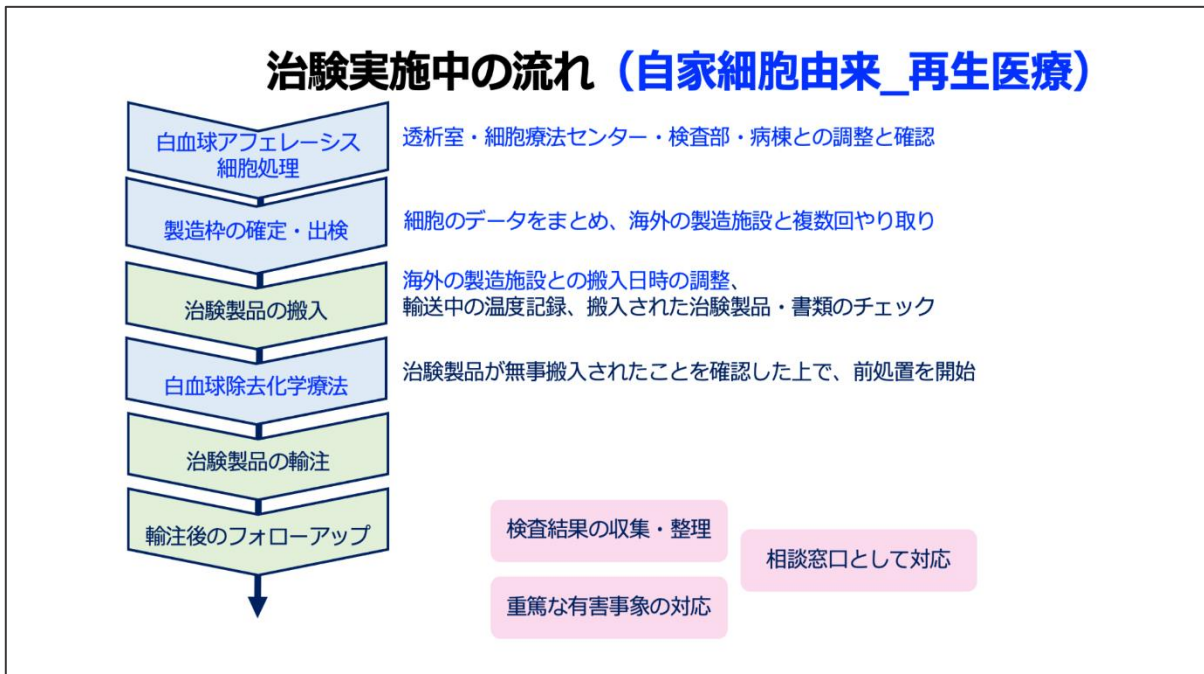 治験実施中の流れ（自家細胞由来_再生医療）
白血球アフェレーシス
細胞処理
透析室・細胞療法センター・検査部・病棟との調整と確認
製造枠の確定・出検
細胞のデータをまとめ、海外の製造施設と複数回やり取り
治験製品の搬入
海外の製造施設との搬入日時の調整、
輸送中の温度記録、搬入された治験製品・書類のチェック
白血球除去化学療法
治験製品が無事搬入されたことを確認した上で、前処置を開始
治験製品の輸注
輸注後のフォローアップ
検査結果の収集・整理
相談窓口として対応
重篤な有害事象の対応